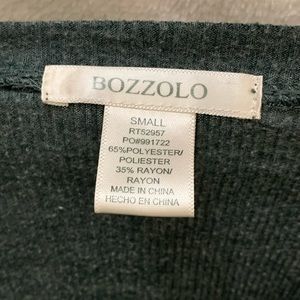 BOZZOLO
SMALL
RT52957
PO#991722
65%POLYESTER/
POLIESTER
35% RAYON/
RAYON
MADE IN CHINA
HECHO EN CHINA